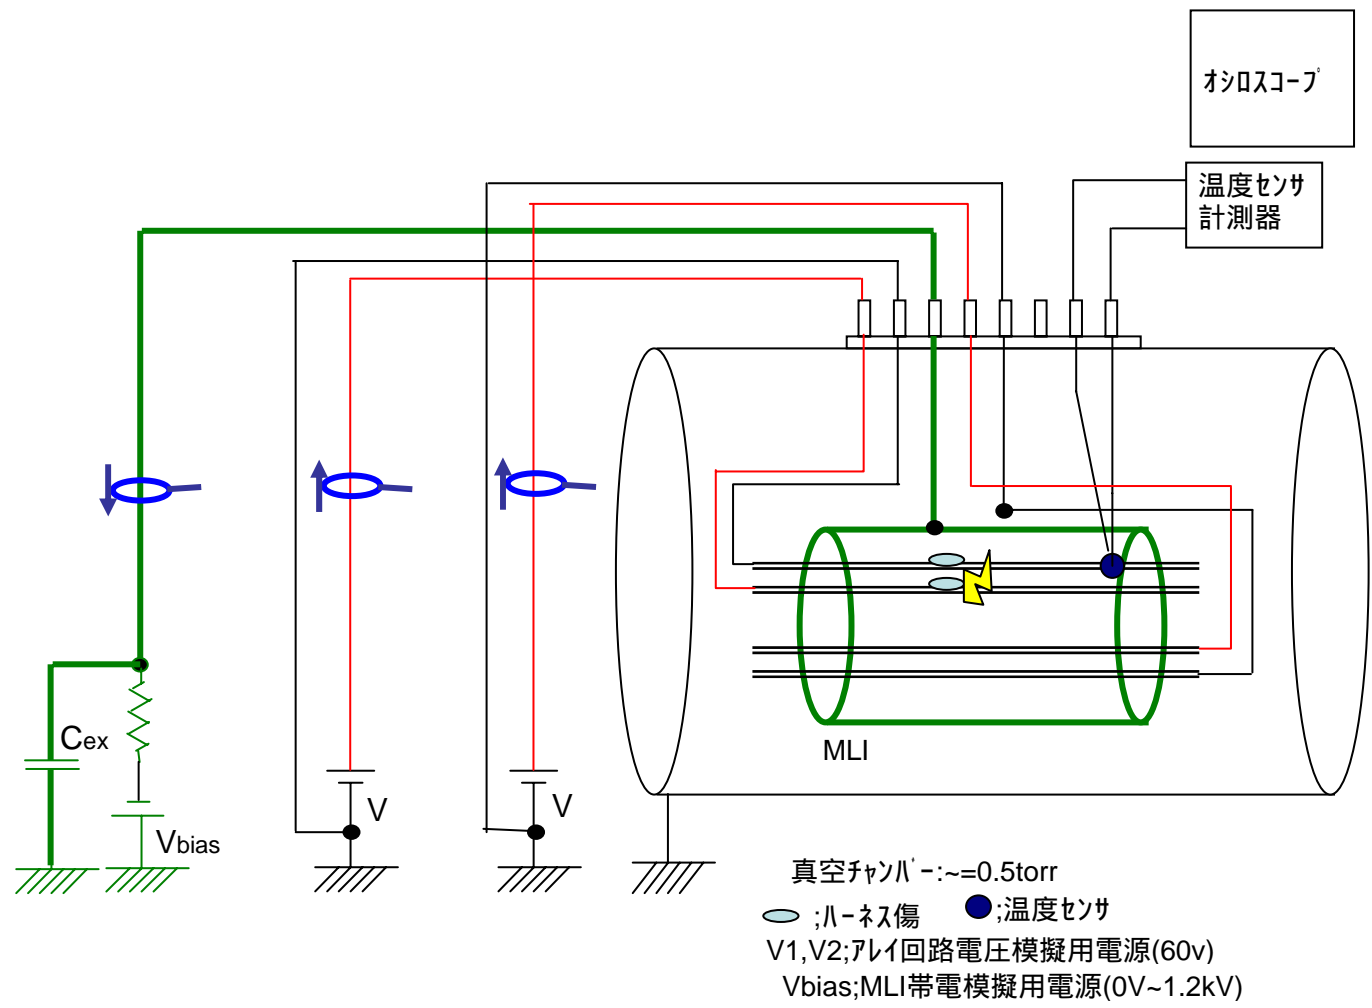 ｵｼﾛｽｺｰﾌﾟ
温度センサ
計測器
MLI
Cex
V
V
Vbias
真空ﾁｬﾝﾊﾞｰ:~=0.5torr
;ﾊｰﾈｽ傷
;温度センサ
V1,V2;ｱﾚｲ回路電圧模擬用電源(60v)
Vbias;MLI帯電模擬用電源(0V~1.2kV)